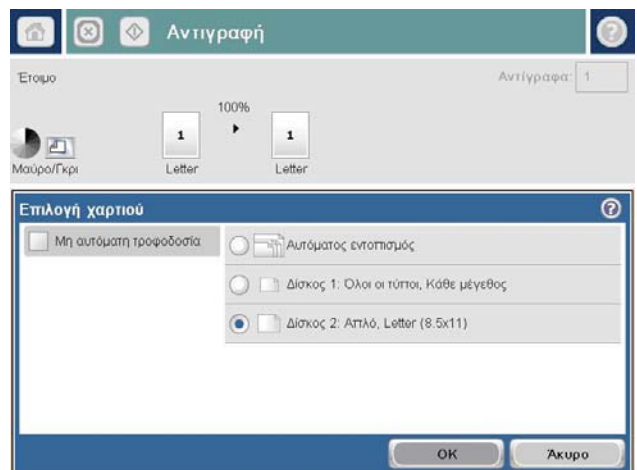 Αντιγραφή
Έτοιμο
Αντίγραφα: 1
100%
1 1
Μαύρο/Γκρι Letter Letter
Επιλογή χαρτιού
Μη αυτόματη τροφοδοσία
Αυτόματος εντοπισμός
Δίσκος 1: Όλοι οι τύποι, Κάθε μέγεθος
Δίσκος 2: Απλό, Letter (8.5x11)
OK Άκυρο